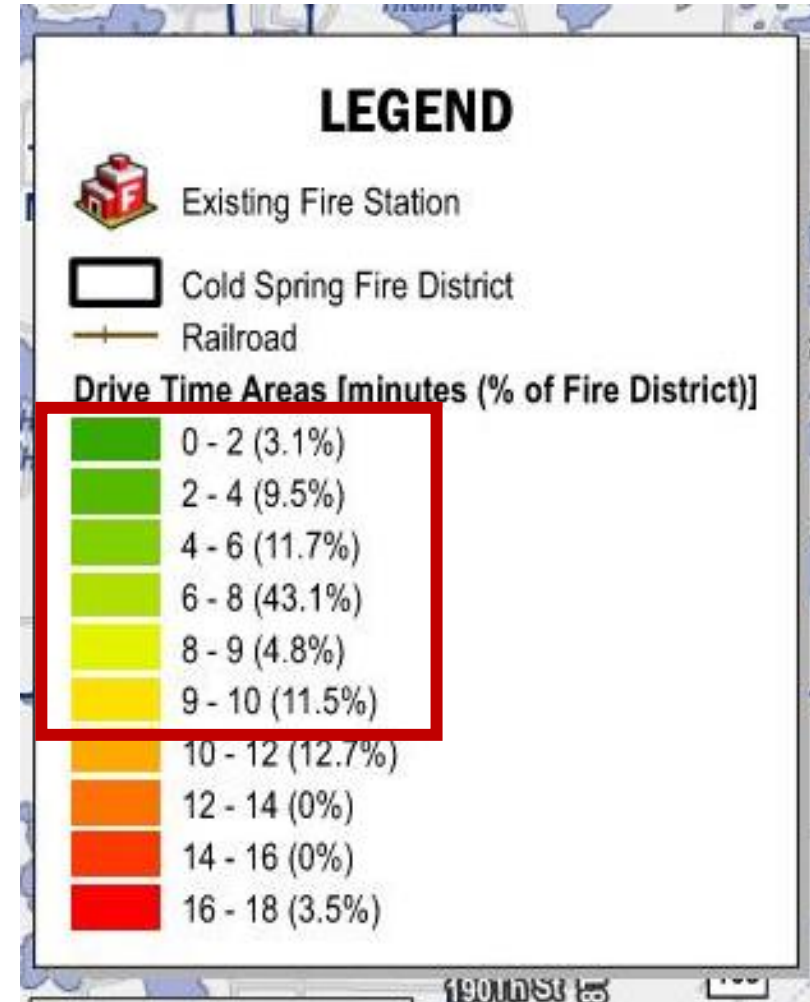 LEGEND
F
Existing Fire Station
Cold Spring Fire District
Railroad
Drive Time Areas [minutes (% of Fire District)]
0 - 2 (3.1%)
2 - 4 (9.5%)
4 - 6 (11.7%)
6 - 8 (43.1%)
8 - 9 (4.8%)
9 - 10 (11.5%)
10 - 12 (12.7%)
12 - 14 (0%)
14 - 16 (0%)
16 - 18 (3.5%)
190Th St